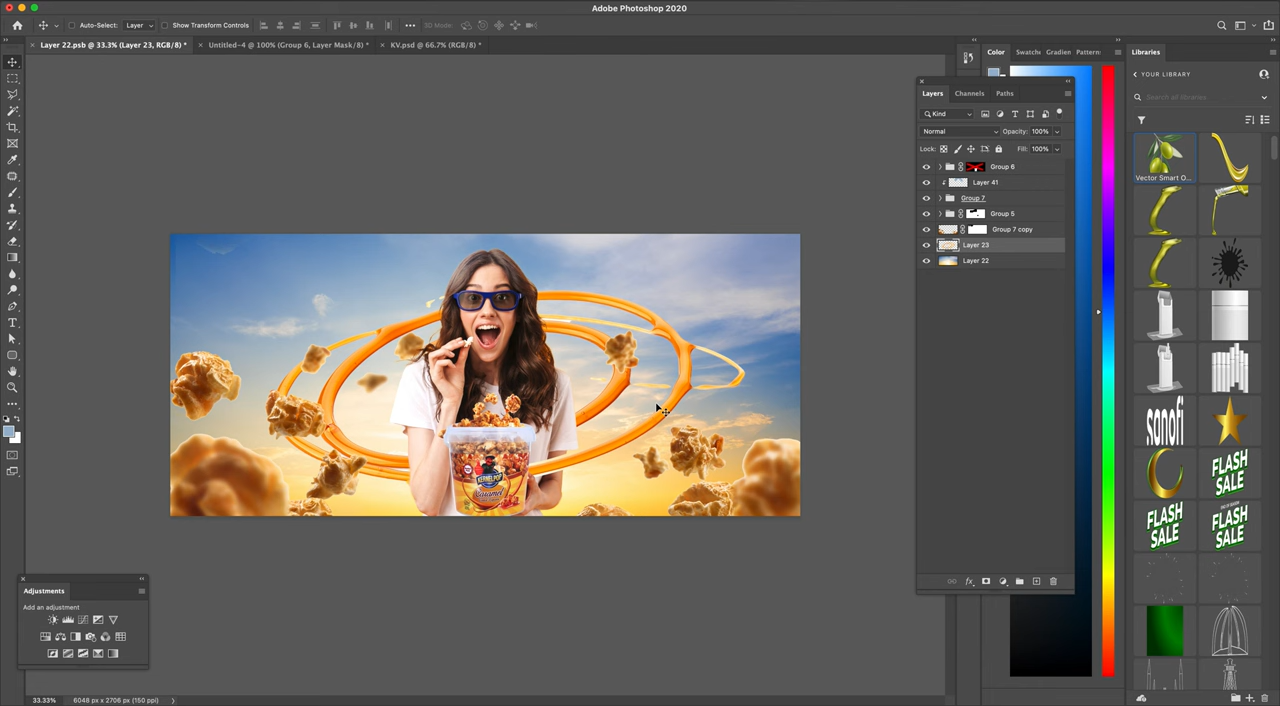 Adobe Photoshop 2020
Auto-Select: Layer Show Transform Controls 3D Mode:
Layer 22.psb @ 33.3% (Layer 23, RGB/8) * Untitled-4 @ 100% (Group 6, Layer Mask/8) * KV.psd @ 66.7% (RGB/8) *
Color Swatch Gradien Pattern:
Libraries
YOUR LIBRARY
Search all libraries
Layers Channels Paths
Kind
Normal Opacity: 100%
Lock: Fill: 100%
Group 6
Layer 41
Group 7
Group 5
Group 7 copy
Layer 23
Layer 22
Vector Smart O...
sanofi
FLASH
SALE
FLASH
SALE
FLASH
SALE
KERNELPOP
Caramel
Adjustments
Add an adjustment
33.33% 6048 px x 2706 px (150 ppi)